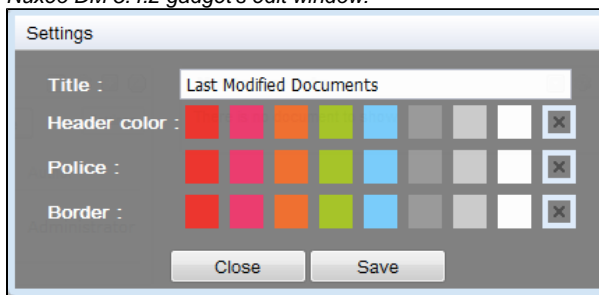 Nuxeo DM 5.4.2 gadget's edit window.
Settings
Title :
Last Modified Documents
Header color :
Police :
Border :
Close Save